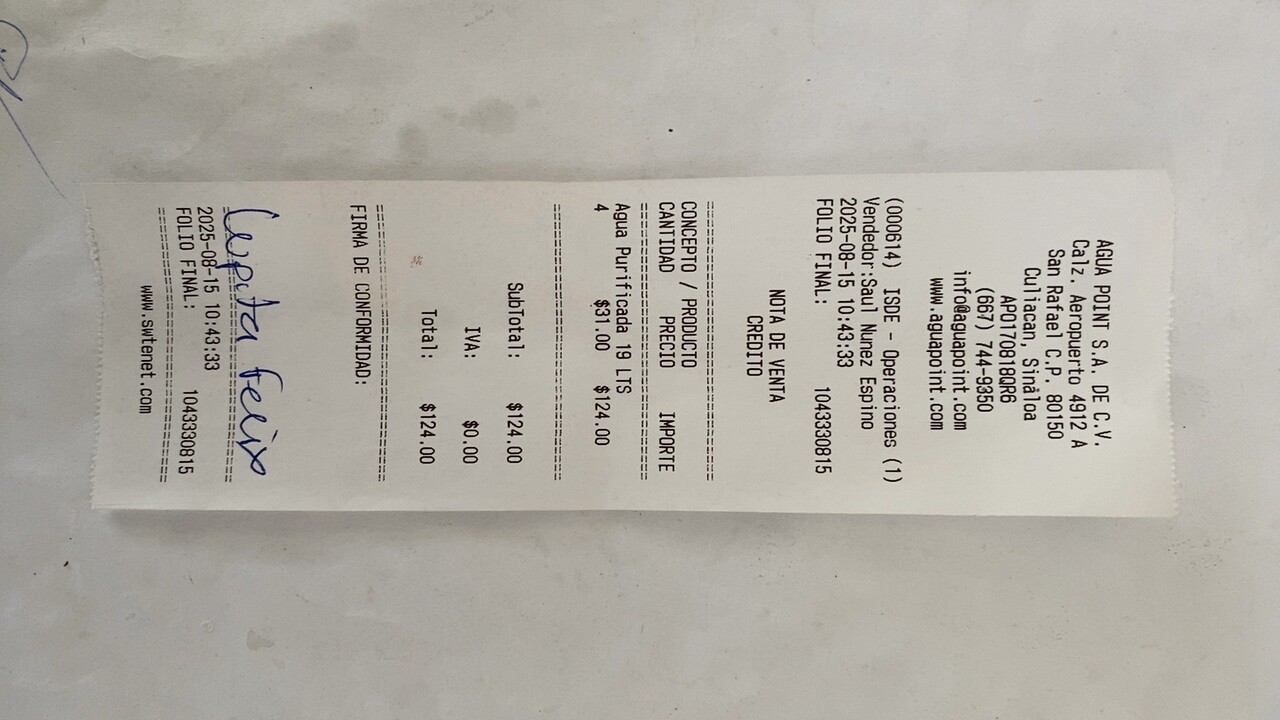 AGUA POINT S.A. DE C.V.
Calz. Aeropuerto 4912 A
San Rafael C.P. 80150
Culiacan, Sinaloa
APO170818QR6
(667) 744-9350
info@aguapoint.com
www.aguapoint.com
(000614) ISDE - Operaciones (1)
Vendedor:Saul Nunez Espino
2025-08-15 10:43:33
FOLIO FINAL: 1043330815
NOTA DE VENTA
CREDITO
================================
CONCEPTO / PRODUCTO
CANTIDAD PRECIO IMPORTE
================================
Agua Purificada 19 LTS
4 $31.00 $124.00
================================
SubTotal: $124.00
IVA: $0.00
Total: $124.00
================================
FIRMA DE CONFORMIDAD:
Lupita Felix
================================
2025-08-15 10:43:33
FOLIO FINAL: 1043330815
================================
www.swtenet.com